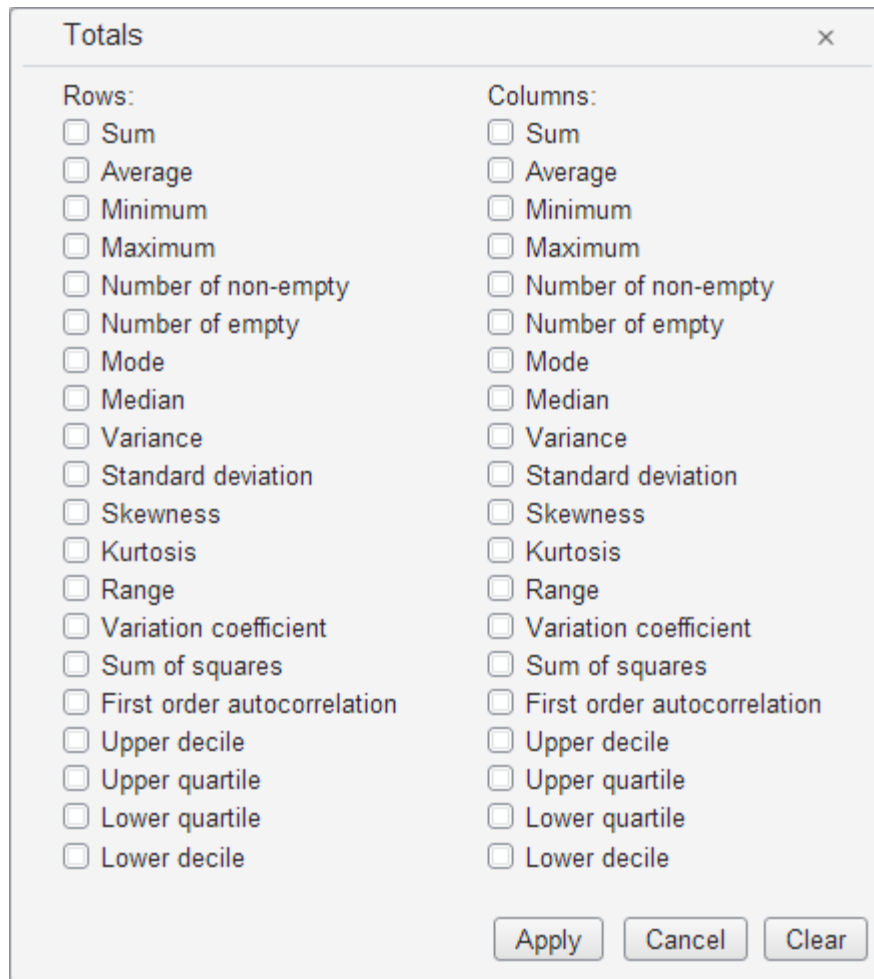 Totals
×
Rows:
Sum
Average
Minimum
Maximum
Number of non-empty
Number of empty
Mode
Median
Variance
Standard deviation
Skewness
Kurtosis
Range
Variation coefficient
Sum of squares
First order autocorrelation
Upper decile
Upper quartile
Lower quartile
Lower decile
Columns:
Sum
Average
Minimum
Maximum
Number of non-empty
Number of empty
Mode
Median
Variance
Standard deviation
Skewness
Kurtosis
Range
Variation coefficient
Sum of squares
First order autocorrelation
Upper decile
Upper quartile
Lower quartile
Lower decile
Apply
Cancel
Clear